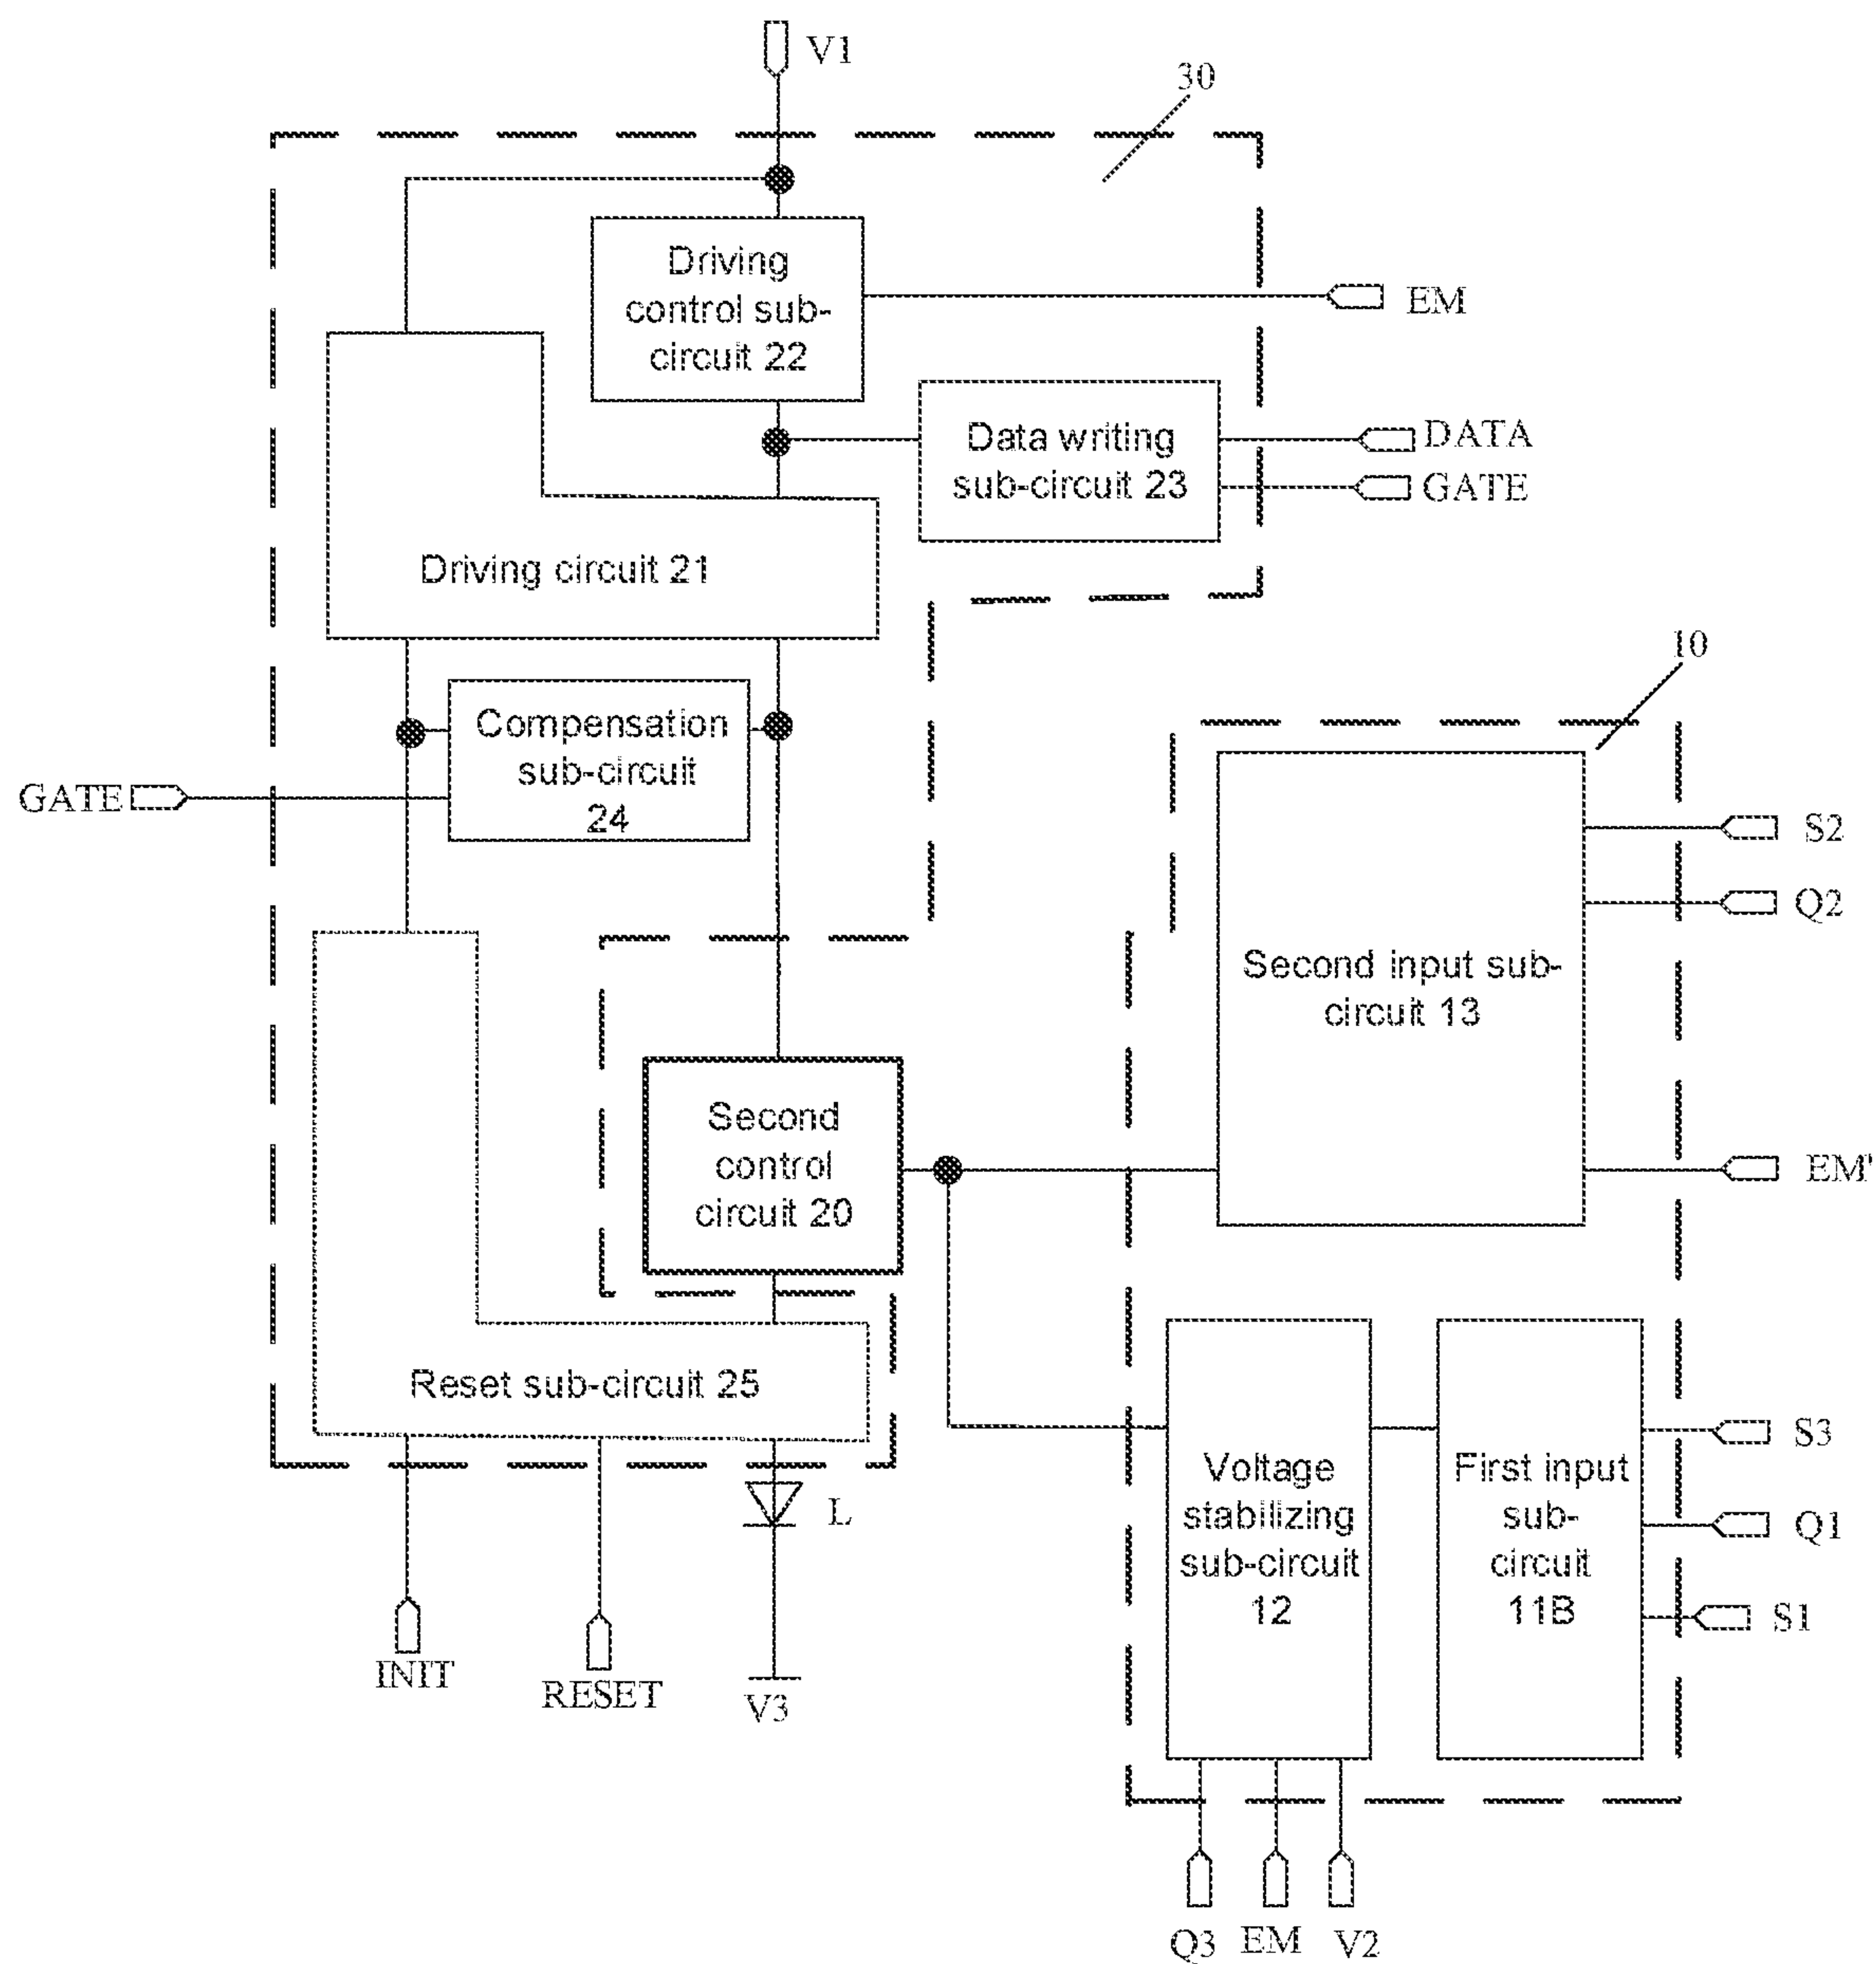 V1
30
Driving
control sub-
circuit 22
EM
Data writing
sub-circuit 23
DATA
GATE
Driving circuit 21
10
Compensation
sub-circuit
24
GATE
S2
Q2
Second input sub-
circuit 13
Second
control
circuit 20
EM'
Reset sub-circuit 25
Voltage
stabilizing
sub-circuit
12
First input
sub-
circuit
11B
S3
Q1
S1
L
INIT
RESET
V3
Q3
EM
V2